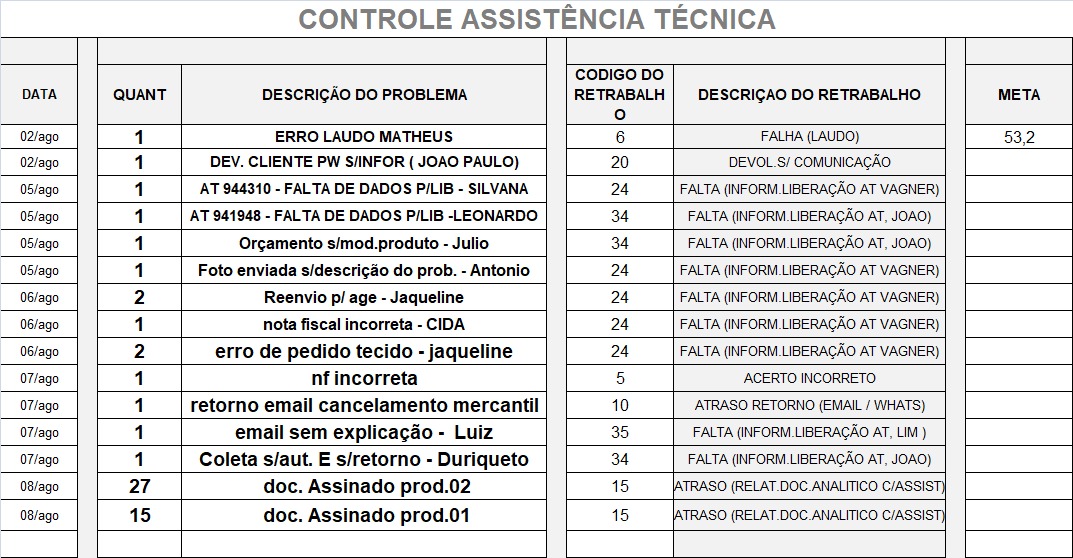 CONTROLE ASSISTÊNCIA TÉCNICA
DATA QUANT DESCRIÇÃO DO PROBLEMA CODIGO DO RETRABALH O DESCRIÇAO DO RETRABALHO META
02/ago 1 ERRO LAUDO MATHEUS 6 FALHA (LAUDO) 53,2
02/ago 1 DEV. CLIENTE PW S/INFOR ( JOAO PAULO) 20 DEVOL.S/ COMUNICAÇÃO
05/ago 1 AT 944310 - FALTA DE DADOS P/LIB - SILVANA 24 FALTA (INFORM.LIBERAÇÃO AT VAGNER)
05/ago 1 AT 941948 - FALTA DE DADOS P/LIB -LEONARDO 34 FALTA (INFORM.LIBERAÇÃO AT, JOAO)
05/ago 1 Orçamento s/mod.produto - Julio 34 FALTA (INFORM.LIBERAÇÃO AT, JOAO)
05/ago 1 Foto enviada s/descrição do prob. - Antonio 24 FALTA (INFORM.LIBERAÇÃO AT VAGNER)
06/ago 2 Reenvio p/ age - Jaqueline 24 FALTA (INFORM.LIBERAÇÃO AT VAGNER)
06/ago 1 nota fiscal incorreta - CIDA 24 FALTA (INFORM.LIBERAÇÃO AT VAGNER)
06/ago 2 erro de pedido tecido - jaqueline 24 FALTA (INFORM.LIBERAÇÃO AT VAGNER)
07/ago 1 nf incorreta 5 ACERTO INCORRETO
07/ago 1 retorno email cancelamento mercantil 10 ATRASO RETORNO (EMAIL / WHATS)
07/ago 1 email sem explicação - Luiz 35 FALTA (INFORM.LIBERAÇÃO AT, LIM )
07/ago 1 Coleta s/aut. E s/retorno - Duriqueto 34 FALTA (INFORM.LIBERAÇÃO AT, JOAO)
08/ago 27 doc. Assinado prod.02 15 ATRASO (RELAT.DOC.ANALITICO C/ASSIST)
08/ago 15 doc. Assinado prod.01 15 ATRASO (RELAT.DOC.ANALITICO C/ASSIST)